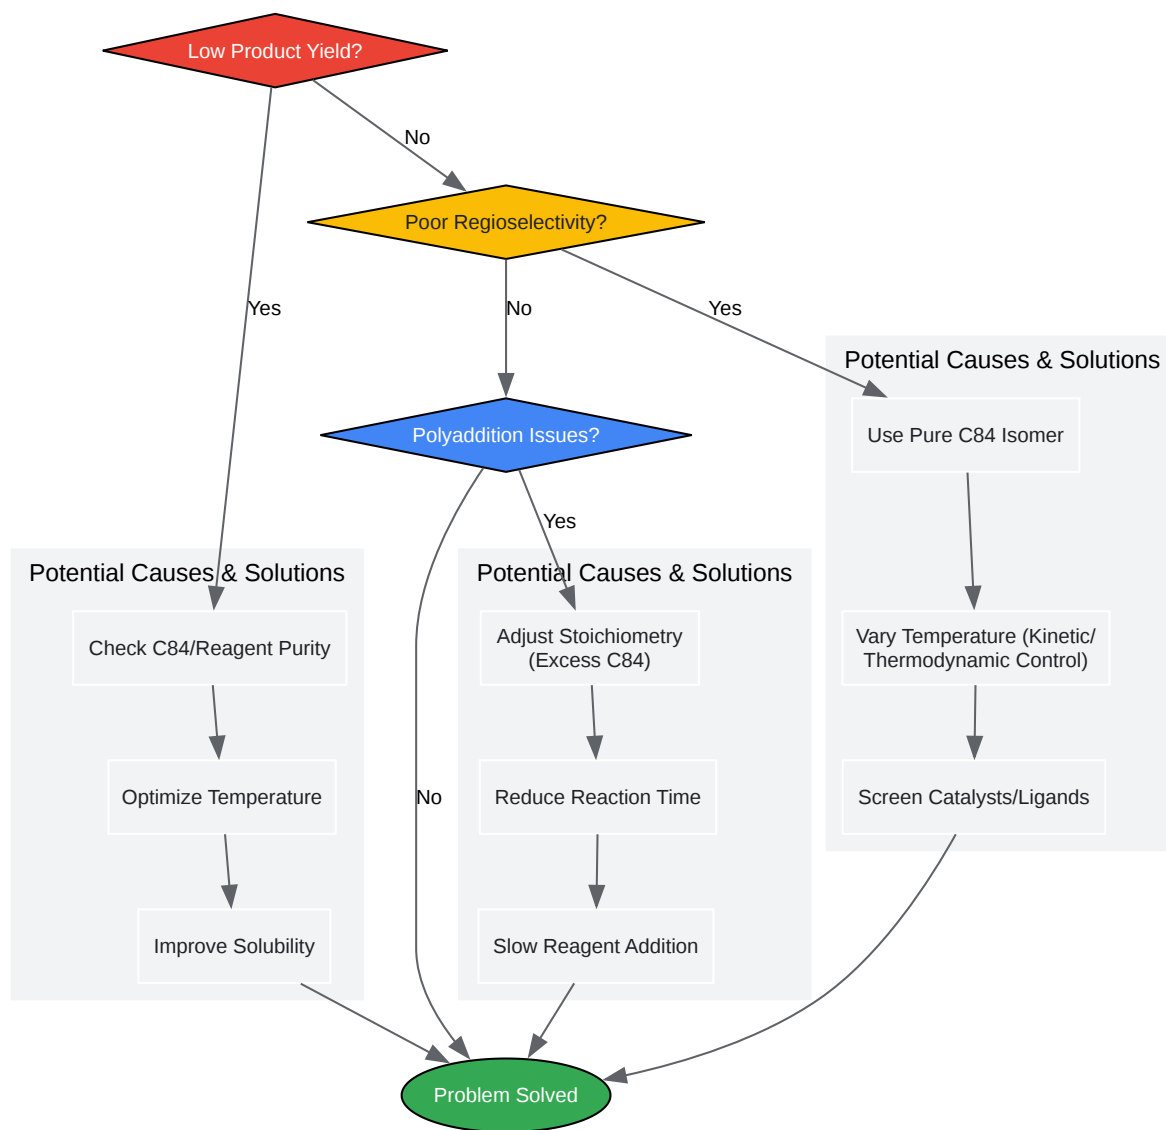 Low Product Yield?
No
Poor Regioselectivity?
Yes
No
Yes
Potential Causes & Solutions
Use Pure C84 Isomer
Polyaddition Issues?
Yes
Potential Causes & Solutions
Potential Causes & Solutions
Check C84/Reagent Purity
Adjust Stoichiometry
(Excess C84)
Vary Temperature (Kinetic/
Thermodynamic Control)
Optimize Temperature
No
Reduce Reaction Time
Screen Catalysts/Ligands
Improve Solubility
Slow Reagent Addition
Problem Solved